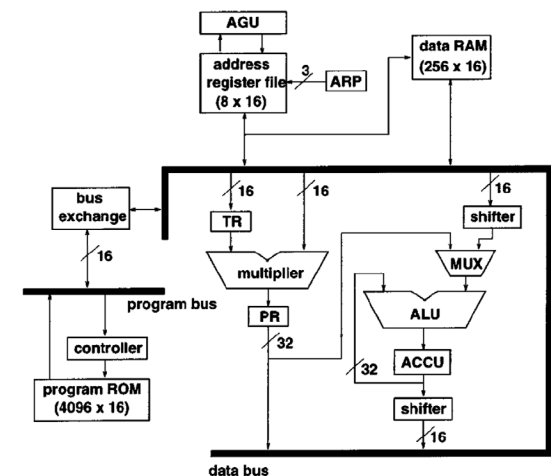 AGU
address
register file
(8 x 16)
3
ARP
data RAM
(256 x 16)
16
16
16
bus
exchange
TR
shifter
16
multiplier
MUX
program bus
PR
ALU
controller
32
32
ACCU
program ROM
(4096 x 16)
shifter
16
data bus